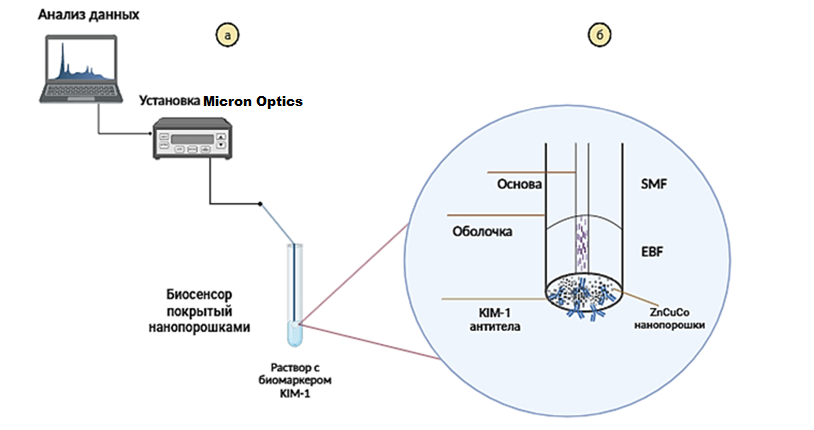 Анализ данных
а
б
Установка Micron Optics
Основа
SMF
Оболочка
EBF
Биосенсор
покрытый
нанопорошками
KIM-1
антитела
ZnCuCo
нанопорошки
Раствор с
биомаркером
KIM-1